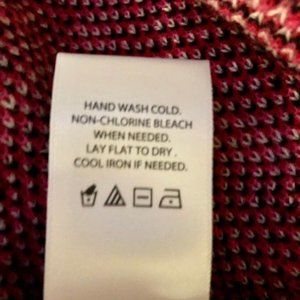 HAND WASH COLD.
NON-CHLORINE BLEACH
WHEN NEEDED.
LAY FLAT TO DRY .
COOL IRON IF NEEDED.